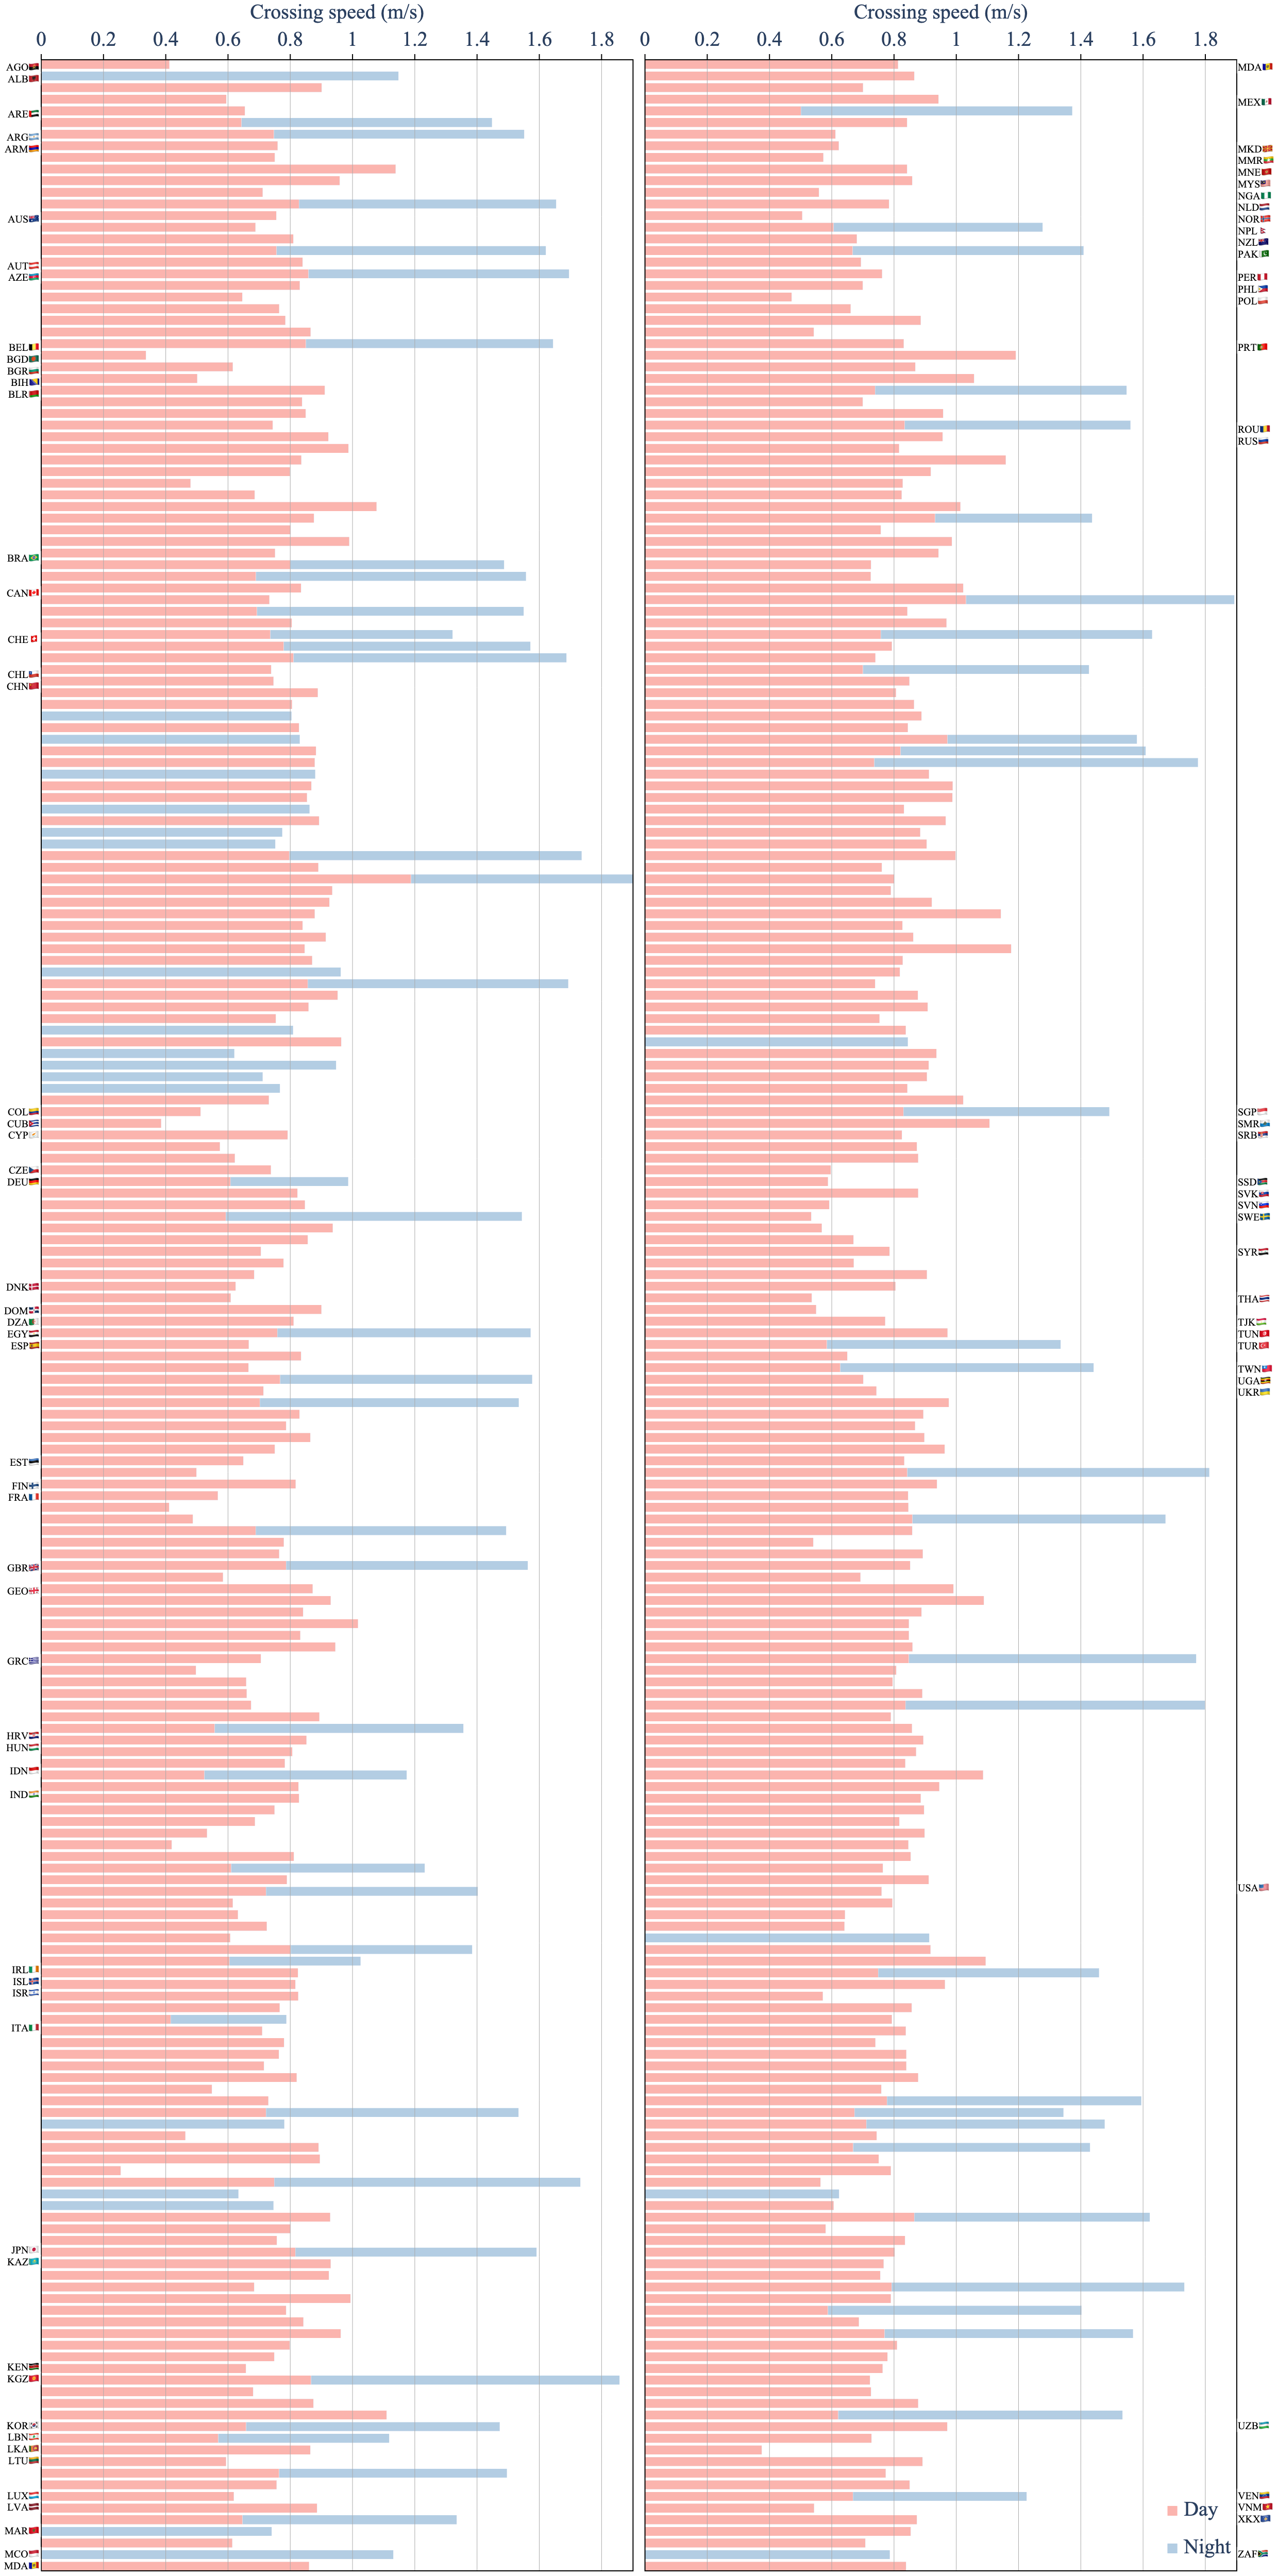 Crossing speed (m/s)
0 0.2 0.4 0.6 0.8 1 1.2 1.4 1.6 1.8
AGO
ALB
ARE
ARG
ARM
AUS
AUT
AZE
BEL
BGD
BGR
BIH
BLR
BRA
CAN
CHE
CHL
CHN
COL
CUB
CYP
CZE
DEU
DNK
DOM
DZA
EGY
ESP
EST
FIN
FRA
GBR
GEO
GRC
HRV
HUN
IDN
IND
IRL
ISL
ISR
ITA
JPN
KAZ
KEN
KGZ
KOR
LBN
LKA
LTU
LUX
LVA
MAR
MCO
MDA
Crossing speed (m/s)
0 0.2 0.4 0.6 0.8 1 1.2 1.4 1.6 1.8
MDA
MEX
MKD
MMR
MNE
MYS
NGA
NLD
NOR
NPL
NZL
PAK
PER
PHL
POL
PRT
ROU
RUS
SGP
SMR
SRB
SSD
SVK
SVN
SWE
SYR
THA
TJK
TUN
TUR
TWN
UGA
UKR
USA
UZB
VEN
VNM
XKX
ZAF
Day
Night